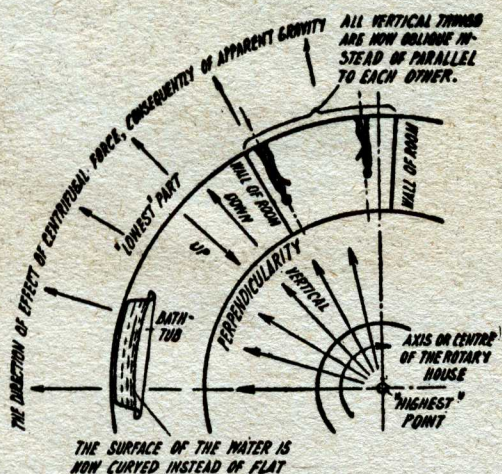 ALL VERTICAL THINGS
ARE NOW OBLIQUE IN-
STEAD OF PARALLEL
TO EACH OTHER.
THE DIRECTION OF EFFECT OF CENTRIFUGAL FORCE, CONSEQUENTLY OF APPARENT GRAVITY
"LOWEST" PART
WALL OF ROOM
WALL OF ROOM
DOWN
UP
PERPENDICULARITY
VERTICAL
BATH-
TUB
AXIS OR CENTRE
OF THE ROTARY
HOUSE
"HIGHEST"
POINT
THE SURFACE OF THE WATER IS
NOW CURVED INSTEAD OF FLAT